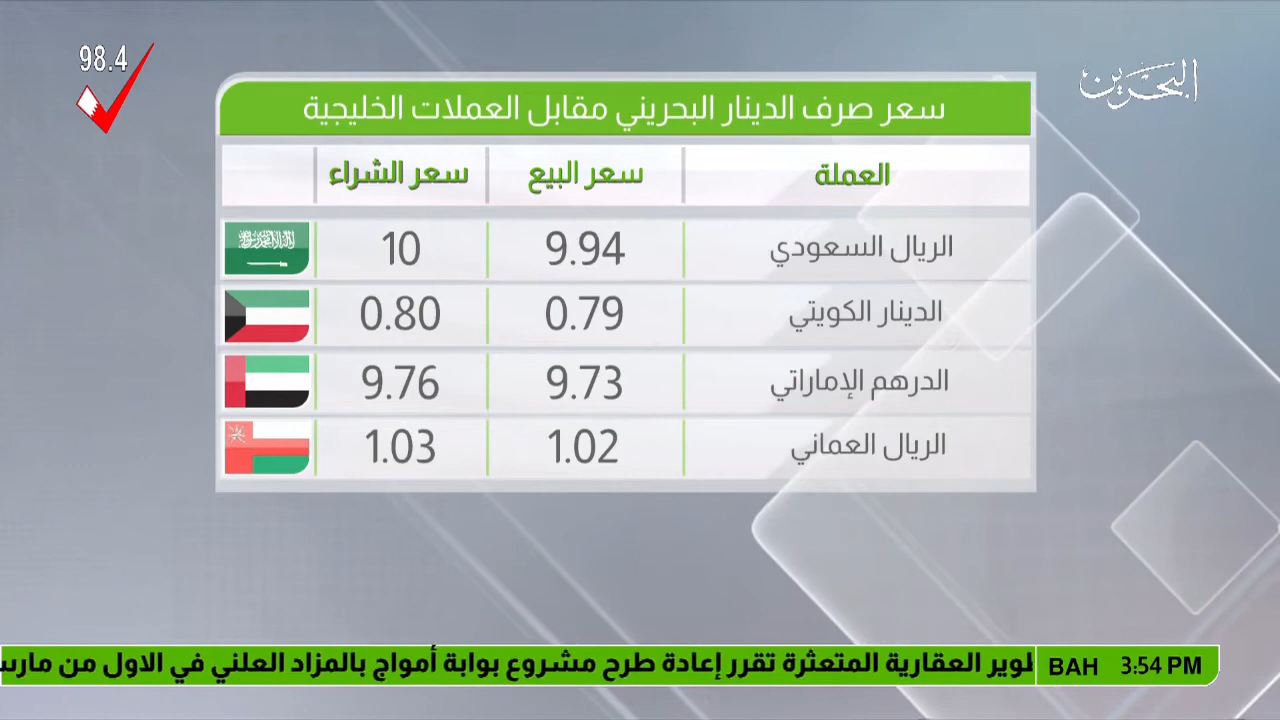 98.4
البحرين
سعر صرف الدينار البحريني مقابل العملات الخليجية
العملة سعر البيع سعر الشراء
الريال السعودي 9.94 10
الدينار الكويتي 0.79 0.80
الدرهم الإماراتي 9.73 9.76
الريال العماني 1.02 1.03
BAH 3:54 PM
العقارية المتعثرة تقرر إعادة طرح مشروع بوابة أمواج بالمزاد العلني في الاول من